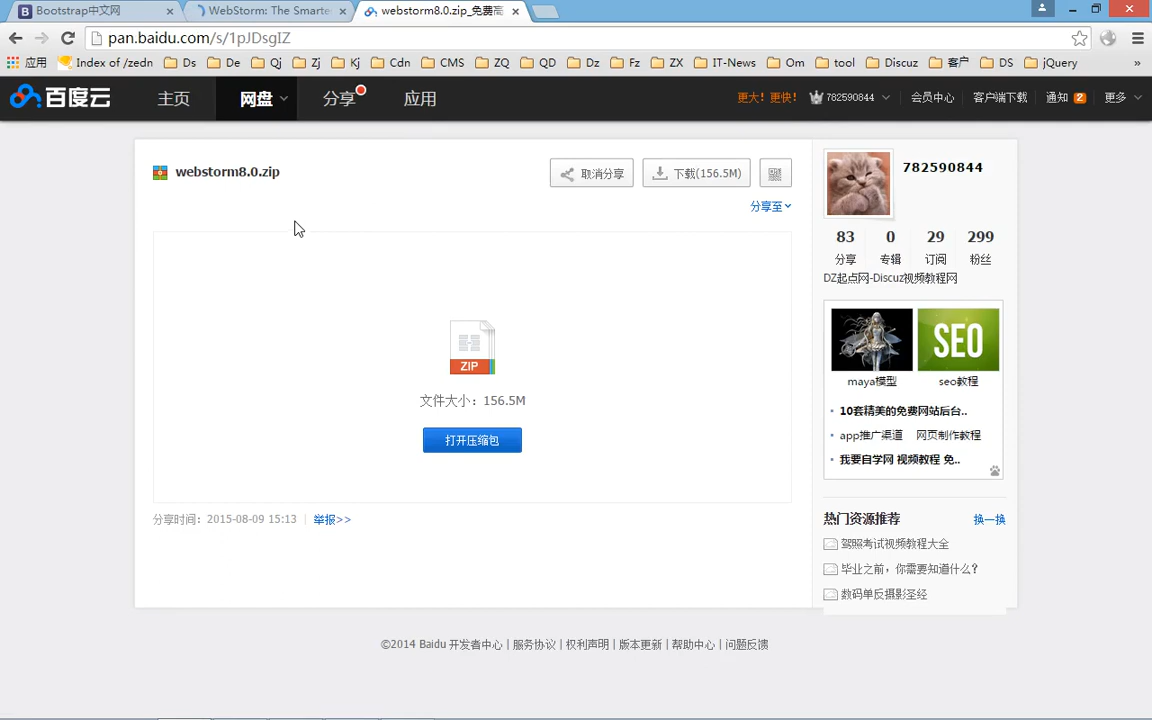 Bootstrap中文网
WebStorm: The Smarte
webstorm8.0.zip_免费高
pan.baidu.com/s/1pJDsgIZ
应用 Index of /zedn Ds De Qj Zj Kj Cdn CMS ZQ QD Dz Fz ZX IT-News Om tool Discuz 客户 DS jQuery »
百度云 主页 网盘 分享 应用 更大! 更快! 782590844 会员中心 客户端下载 通知 2 更多
webstorm8.0.zip
取消分享 下载(156.5M)
分享至
ZIP
文件大小: 156.5M
打开压缩包
分享时间: 2015-08-09 15:13 举报>>
782590844
83 0 29 299
分享 专辑 订阅 粉丝
DZ起点网-Discuz视频教程网
SEO
maya模型 seo教程
10套精美的免费网站后台..
app推广渠道 网页制作教程
我要自学网 视频教程 免..
热门资源推荐 换一换
驾照考试视频教程大全
毕业之前，你需要知道什么?
数码单反摄影圣经
©2014 Baidu 开发者中心 | 服务协议 | 权利声明 | 版本更新 | 帮助中心 | 问题反馈